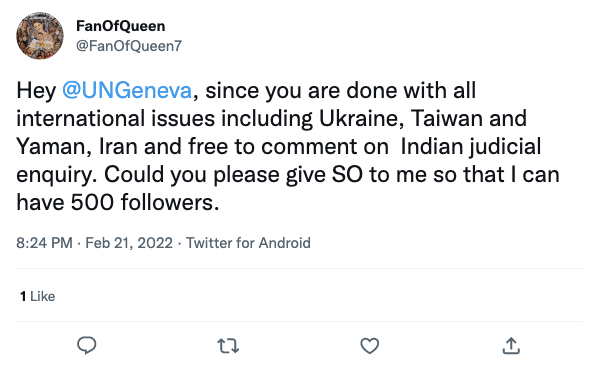 FanOfQueen
@FanOfQueen7
Hey @UNGeneva, since you are done with all
international issues including Ukraine, Taiwan and
Yaman, Iran and free to comment on  Indian judicial
enquiry. Could you please give SO to me so that I can
have 500 followers.
8:24 PM · Feb 21, 2022 · Twitter for Android
1 Like